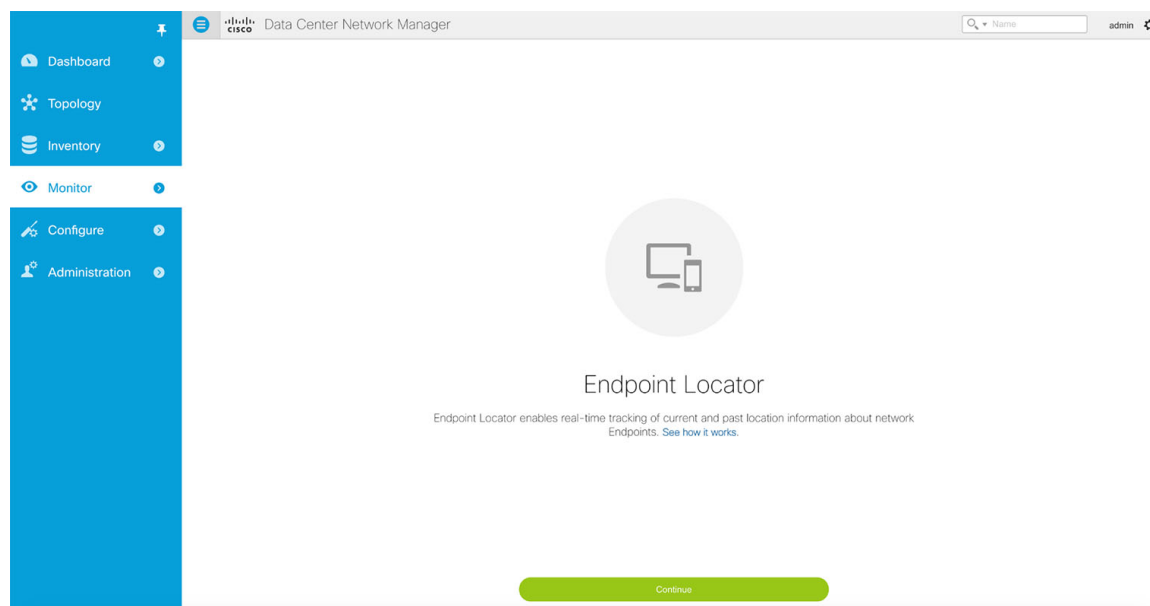 CISCO Data Center Network Manager
Name
admin
Dashboard
Topology
Inventory
Monitor
Configure
Administration
Endpoint Locator
Endpoint Locator enables real-time tracking of current and past location information about network
Endpoints. See how it works.
Continue